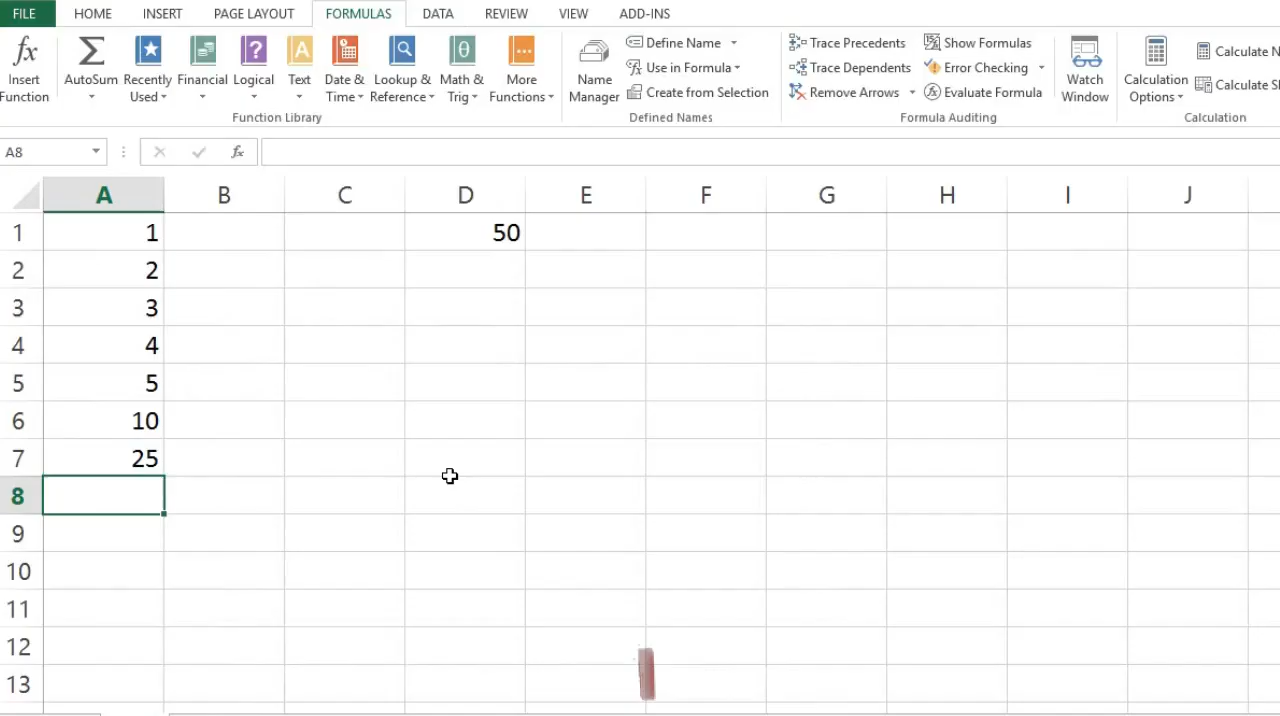 FILE HOME INSERT PAGE LAYOUT FORMULAS DATA REVIEW VIEW ADD-INS
fx Insert Function
AutoSum
Recently Used
Financial
Logical
Text
Date & Time
Lookup & Reference
Math & Trig
More Functions
Function Library
Name Manager
Define Name
Use in Formula
Create from Selection
Defined Names
Trace Precedents
Trace Dependents
Remove Arrows
Show Formulas
Error Checking
Evaluate Formula
Formula Auditing
Watch Window
Calculation Options
Calculate N
Calculate S
Calculation
A8 fx
A B C D E F G H I J
1 1 50
2 2
3 3
4 4
5 5
6 10
7 25
8
9
10
11
12
13